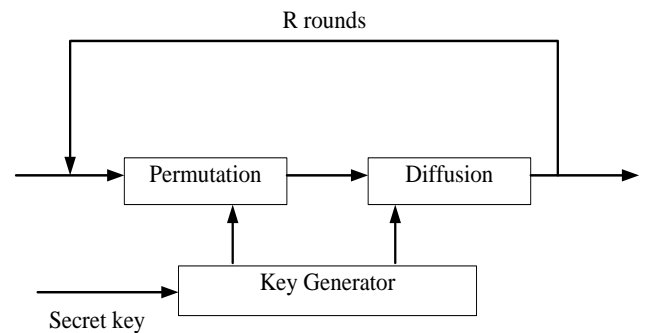 R rounds
Permutation
Diffusion
Key Generator
Secret key